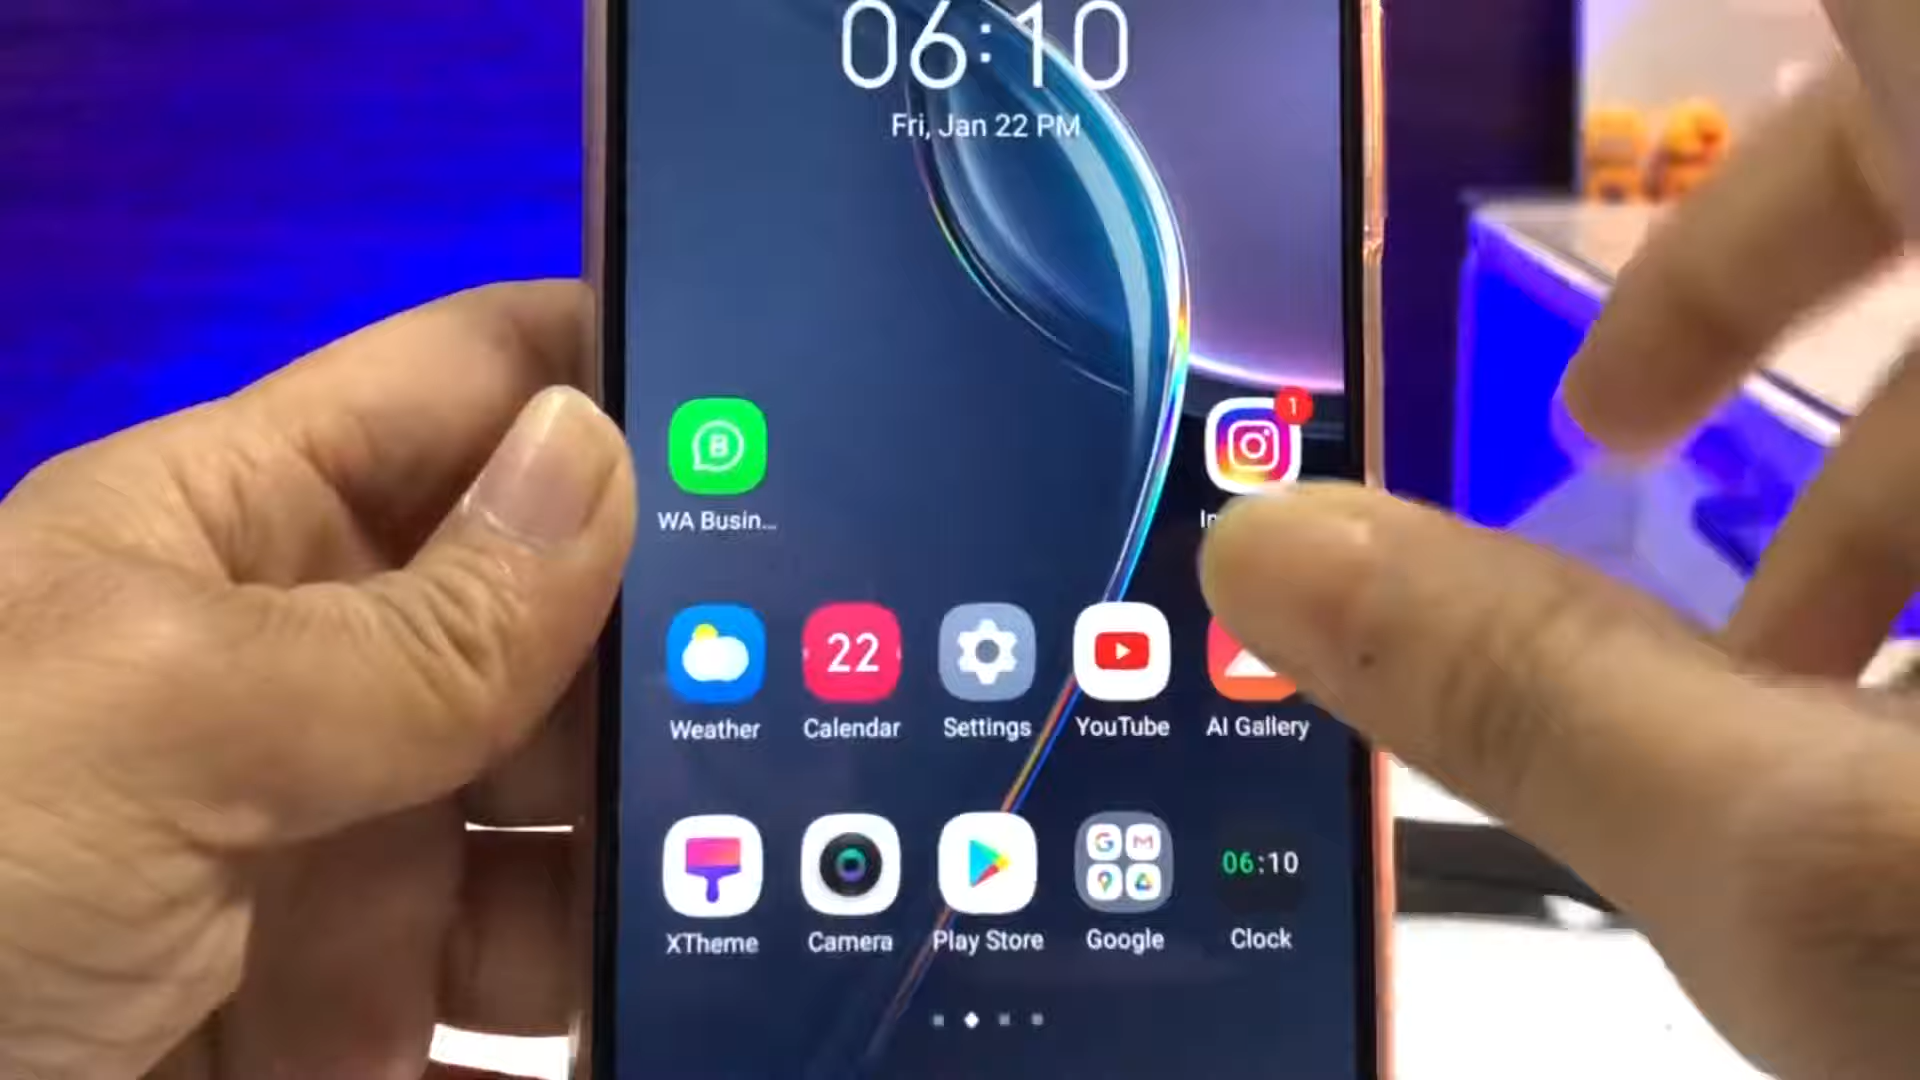 06:10
Fri, Jan 22 PM
B
1
WA Busin...
22
Weather
Calendar
Settings
YouTube
AI Gallery
G
M
06:10
XTheme
Camera
Play Store
Google
Clock